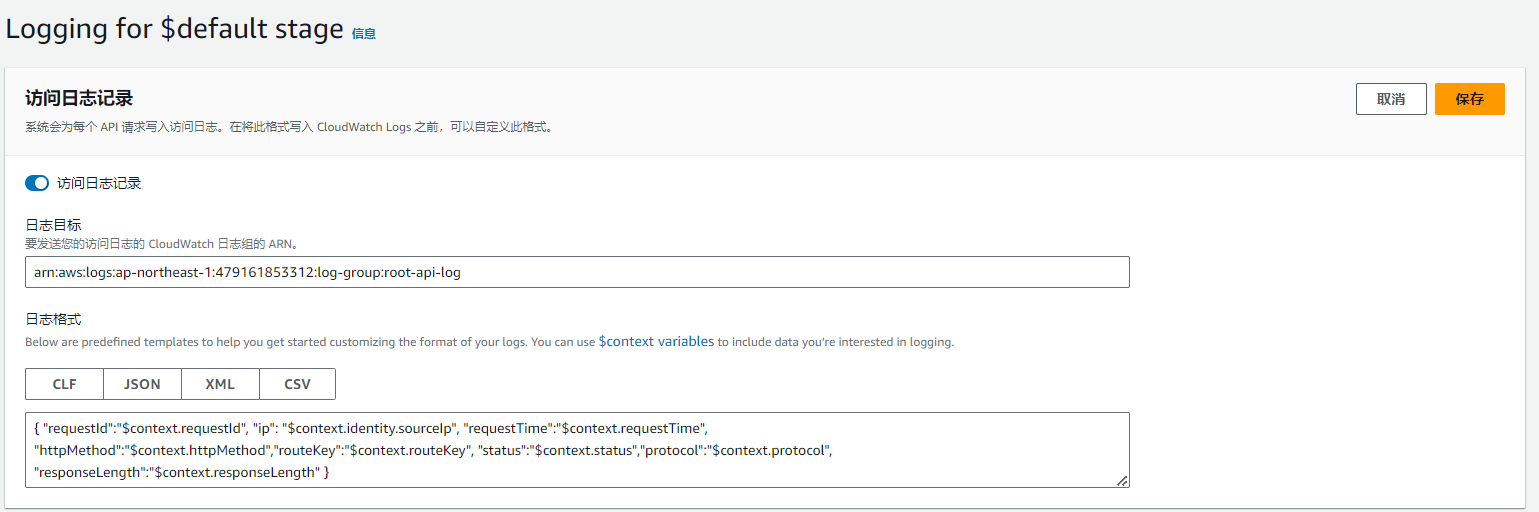 Logging for $default stage 信息
访问日志记录
取消
保存
系统会为每个 API 请求写入访问日志。在将此格式写入 CloudWatch Logs 之前，可以自定义此格式。
访问日志记录
日志目标
要发送您的访问日志的 CloudWatch 日志组的 ARN。
arn:aws:logs:ap-northeast-1:479161853312:log-group:root-api-log
日志格式
Below are predefined templates to help you get started customizing the format of your logs. You can use $context variables to include data you're interested in logging.
CLF JSON XML CSV
{ "requestId":"$context.requestId", "ip": "$context.identity.sourceIp", "requestTime":"$context.requestTime",
"httpMethod":"$context.httpMethod","routeKey":"$context.routeKey", "status":"$context.status","protocol":"$context.protocol",
"responseLength":"$context.responseLength" }